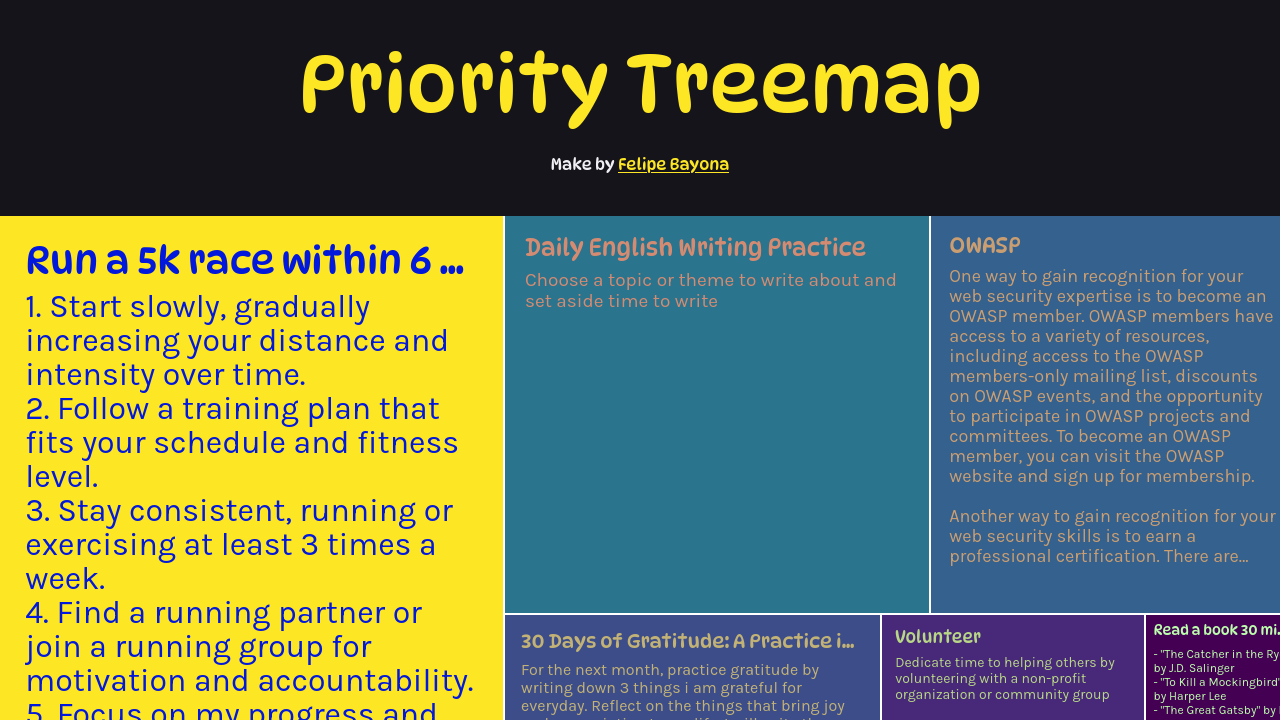 Priority Treemap
Make by Felipe Bayona
Run a 5k race within 6 ...
1. Start slowly, gradually
increasing your distance and
intensity over time.
2. Follow a training plan that
fits your schedule and fitness
level.
3. Stay consistent, running or
exercising at least 3 times a
week.
4. Find a running partner or
join a running group for
motivation and accountability.
5. Focus on my progress and
Daily English Writing Practice
Choose a topic or theme to write about and
set aside time to write
OWASP
One way to gain recognition for your
web security expertise is to become an
OWASP member. OWASP members have
access to a variety of resources,
including access to the OWASP
members-only mailing list, discounts
on OWASP events, and the opportunity
to participate in OWASP projects and
committees. To become an OWASP
member, you can visit the OWASP
website and sign up for membership.
Another way to gain recognition for your
web security skills is to earn a
professional certification. There are...
30 Days of Gratitude: A Practice i...
For the next month, practice gratitude by
writing down 3 things i am grateful for
everyday. Reflect on the things that bring joy
Volunteer
Dedicate time to helping others by
volunteering with a non-profit
organization or community group
Read a book 30 mi..
- "The Catcher in the Ry
by J.D. Salinger
- "To Kill a Mockingbird"
by Harper Lee
- "The Great Gatsby" by